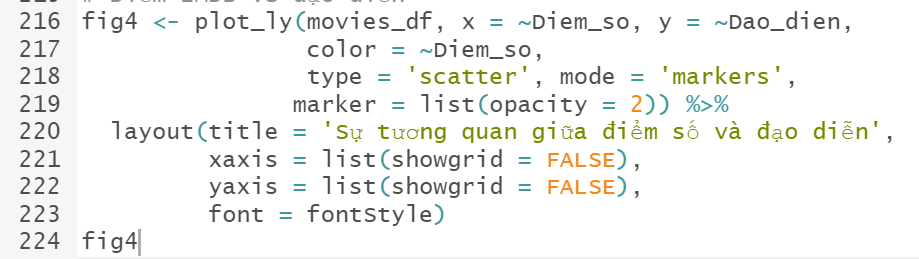 216 fig4 <- plot_ly(movies_df, x = ~Diem_so, y = ~Dao_dien,
217 color = ~Diem_so,
218 type = 'scatter', mode = 'markers',
219 marker = list(opacity = 2)) %>%
220 layout(title = 'Sự tương quan giữa điểm số và đạo diễn',
221 xaxis = list(showgrid = FALSE),
222 yaxis = list(showgrid = FALSE),
223 font = fontStyle)
224 fig4